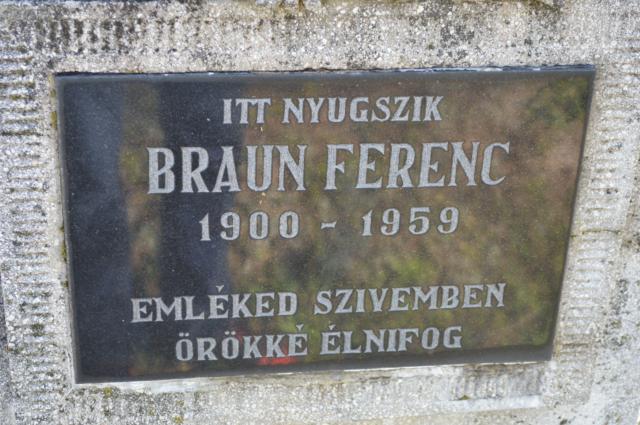 ITT NYUGSZIK
BRAUN FERENC
1900 - 1959
EMLÉKED SZIVEMBEN
ÖRÖKKÉ ÉLNIFOG